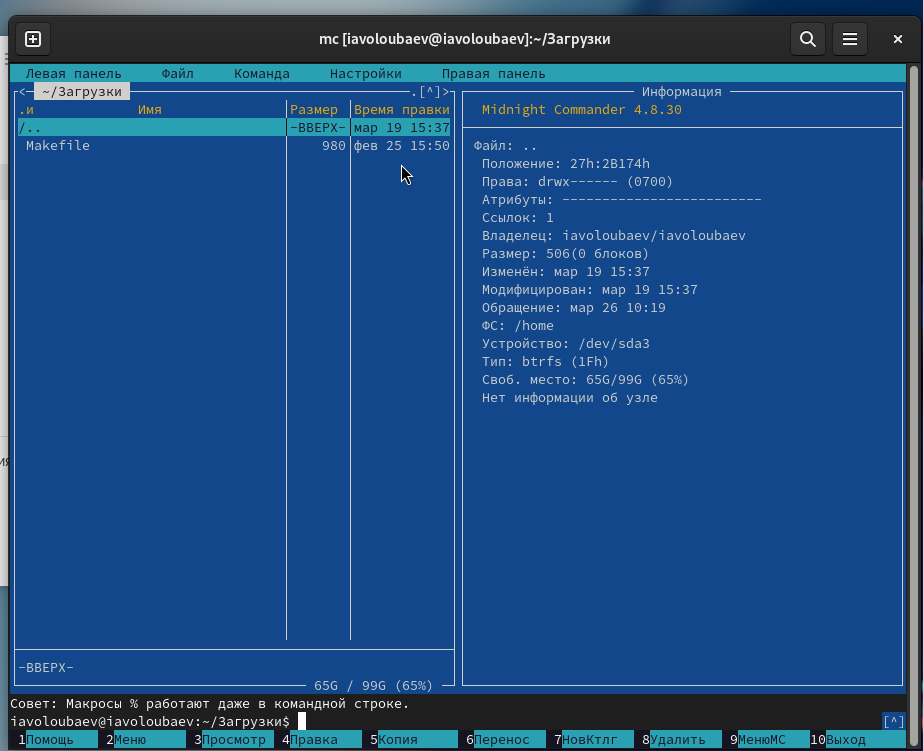 mc [iavoloubaev@iavoloubaev]:~/Загрузки
Левая панель Файл Команда Настройки Правая панель
<— ~/Загрузки .[^]>
.и Имя Размер Время правки
/.. -ВВЕРХ- мар 19 15:37
Makefile 980 фев 25 15:50
-ВВЕРХ-
65G / 99G (65%)
Информация
Midnight Commander 4.8.30
Файл: ..
Положение: 27h:2B174h
Права: drwx------ (0700)
Атрибуты: -------------------------
Ссылок: 1
Владелец: iavoloubaev/iavoloubaev
Размер: 506(0 блоков)
Изменён: мар 19 15:37
Модифицирован: мар 19 15:37
Обращение: мар 26 10:19
ФС: /home
Устройство: /dev/sda3
Тип: btrfs (1Fh)
Своб. место: 65G/99G (65%)
Нет информации об узле
Совет: Макросы % работают даже в командной строке.
iavoloubaev@iavoloubaev:~/Загрузки$ [^]
1Помощь 2Меню 3Просмотр 4Правка 5Копия 6Перенос 7НовКтлг 8Удалить 9МенюMC 10Выход